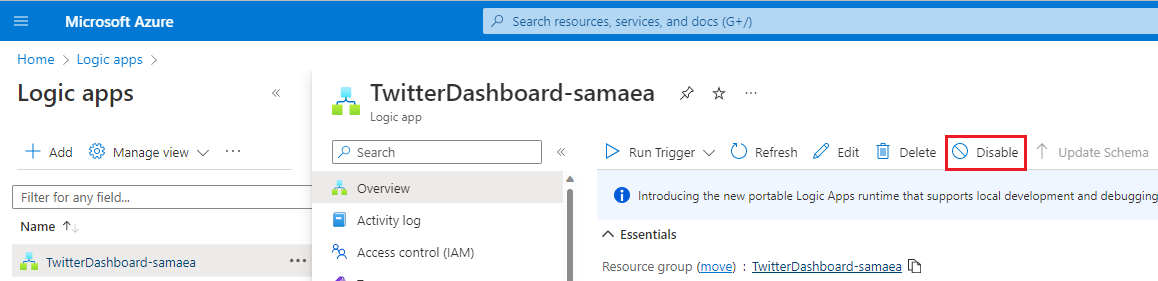 Microsoft Azure
Search resources, services, and docs (G+/)
Home > Logic apps >
Logic apps
«
TwitterDashboard-samaea
...
Logic app
+ Add
Manage view
...
Search
«
Run Trigger
Refresh
Edit
Delete
Disable
Update Schema
Filter for any field...
Overview
Introducing the new portable Logic Apps runtime that supports local development and debugging
Name ↑↓
Activity log
Essentials
TwitterDashboard-samaea
...
Access control (IAM)
Resource group (move) : TwitterDashboard-samaea